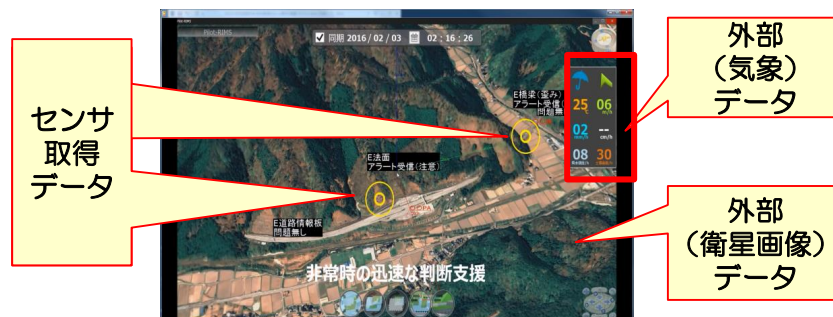 センサ
取得
データ
同期 2016 / 02 / 03
02 ; 16 ; 26
E橋梁(歪み)
アラート受信
問題無
E法面
アラート受信(注意)
E道路情報板
問題無し
非常時の迅速な判断支援
25
06
02
--
cm/h
08
30
外部
(気象)
データ
外部
(衛星画像)
データ